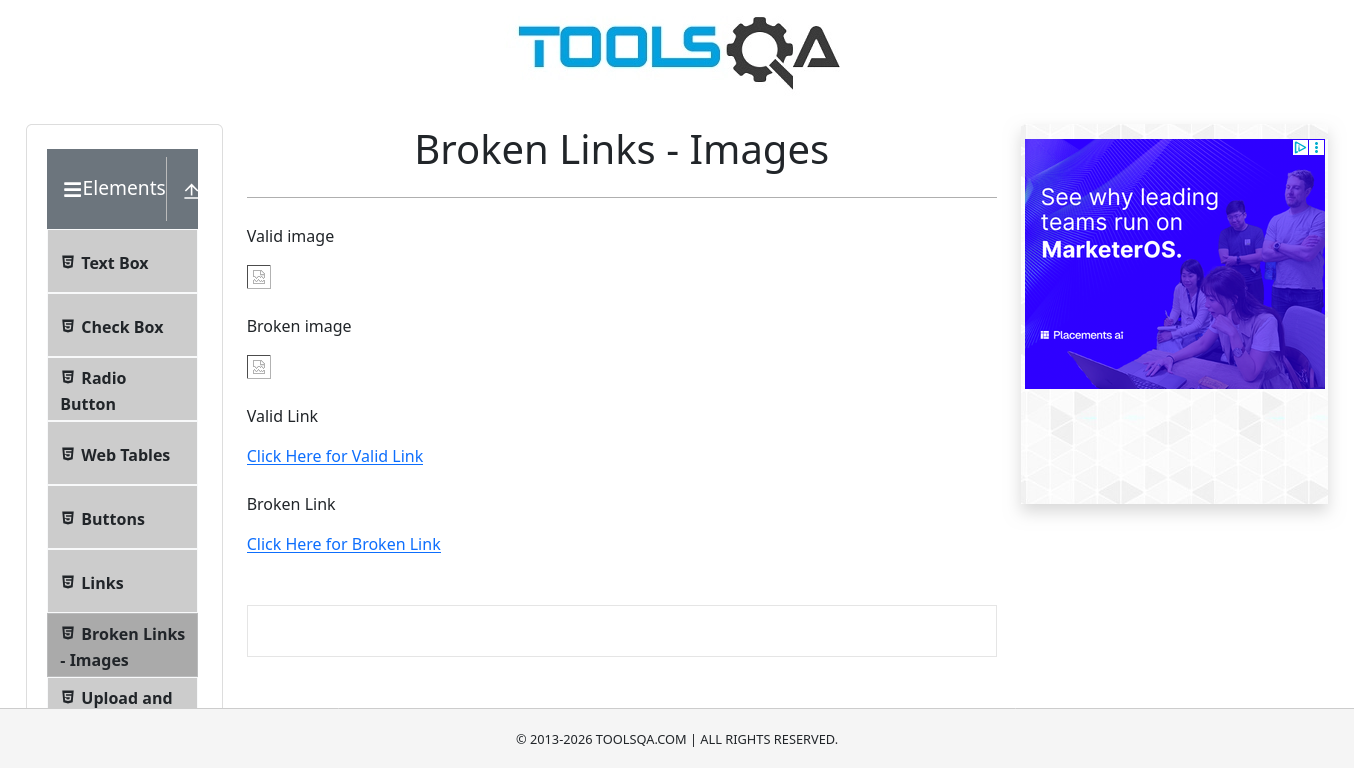 TOOLSQA
Elements
Text Box
Check Box
Radio
Button
Web Tables
Buttons
Links
Broken Links
- Images
Upload and
Broken Links - Images
Valid image
Broken image
Valid Link
Click Here for Valid Link
Broken Link
Click Here for Broken Link
See why leading
teams run on
MarketerOS.
Placements ai
© 2013-2026 TOOLSQA.COM | ALL RIGHTS RESERVED.